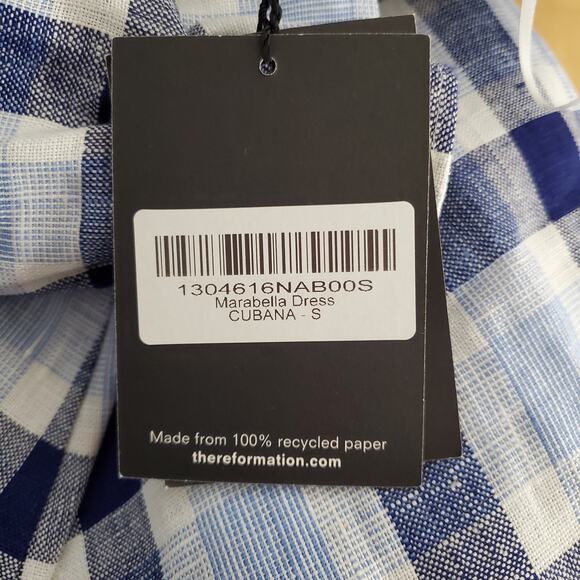 1304616NAB00S
Marabella Dress
CUBANA - S
Made from 100% recycled paper
thereformation.com